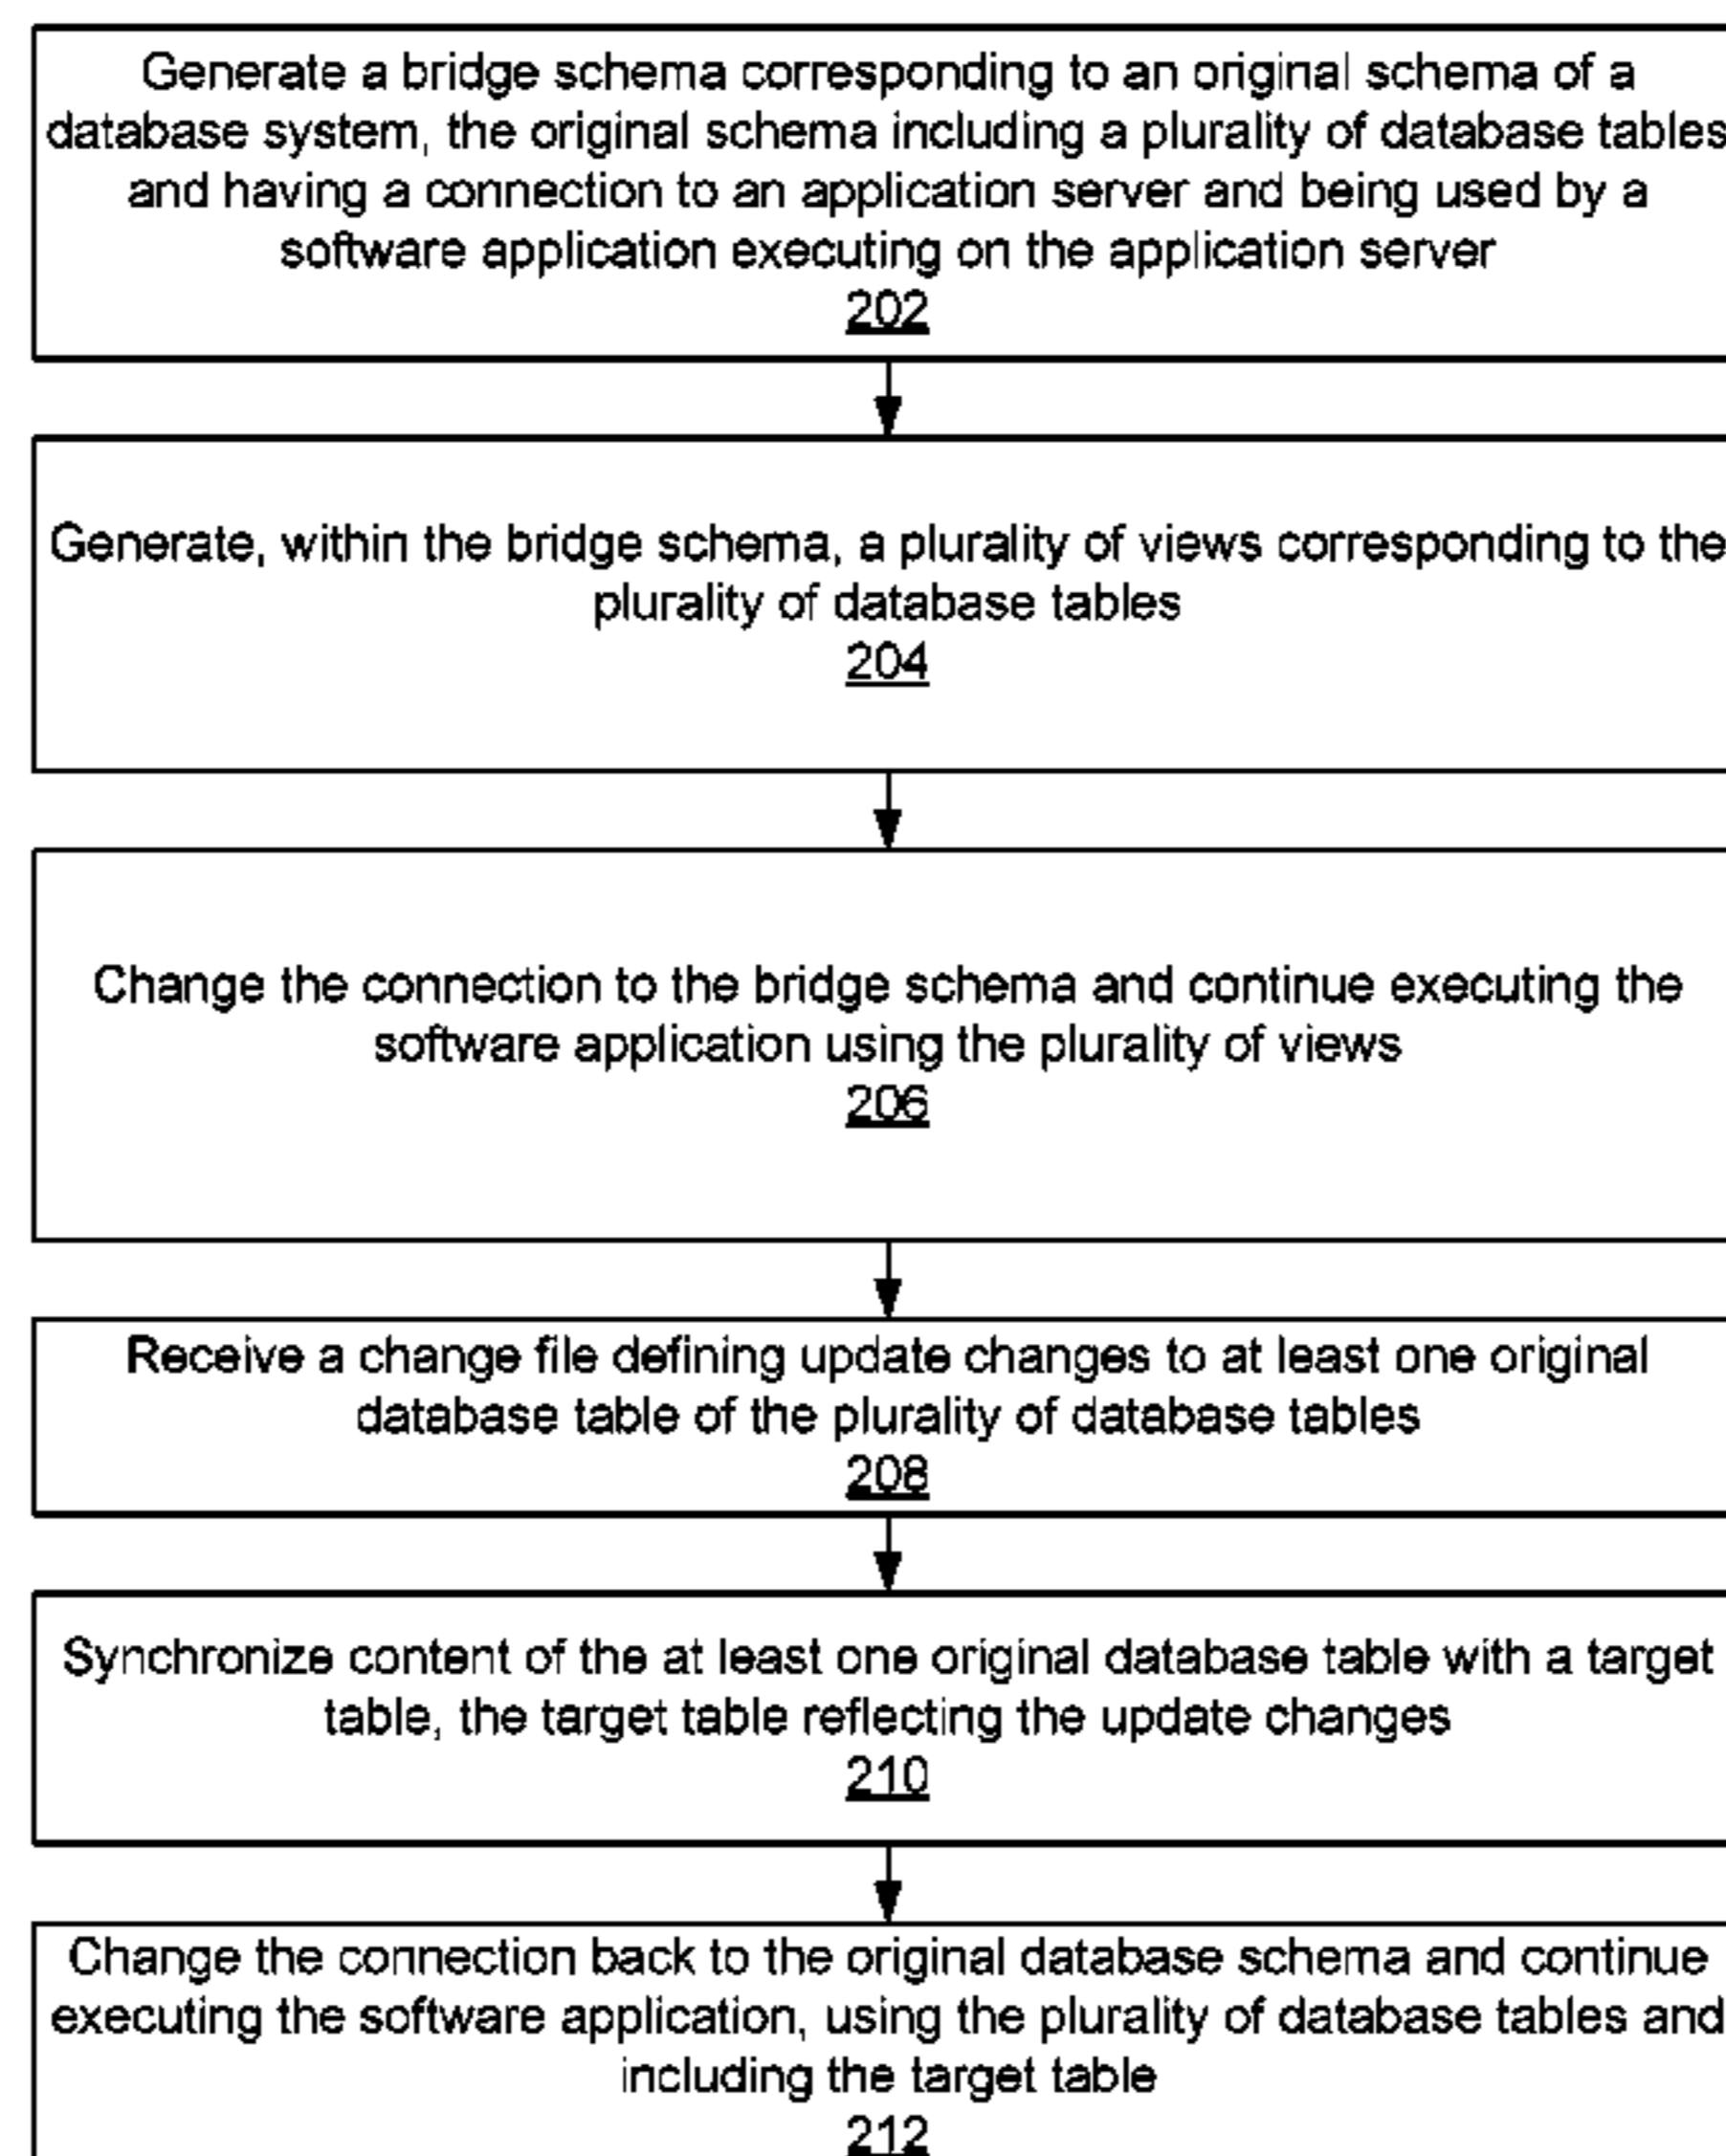 Generate a bridge schema corresponding to an original schema of a
database system, the original schema including a plurality of database tables
and having a connection to an application server and being used by a
software application executing on the application server
202
Generate, within the bridge schema, a plurality of views corresponding to the
plurality of database tables
204
Change the connection to the bridge schema and continue executing the
software application using the plurality of views
206
Receive a change file defining update changes to at least one original
database table of the plurality of database tables
208
Synchronize content of the at least one original database table with a target
table, the target table reflecting the update changes
210
Change the connection back to the original database schema and continue
executing the software application, using the plurality of database tables and
including the target table
212